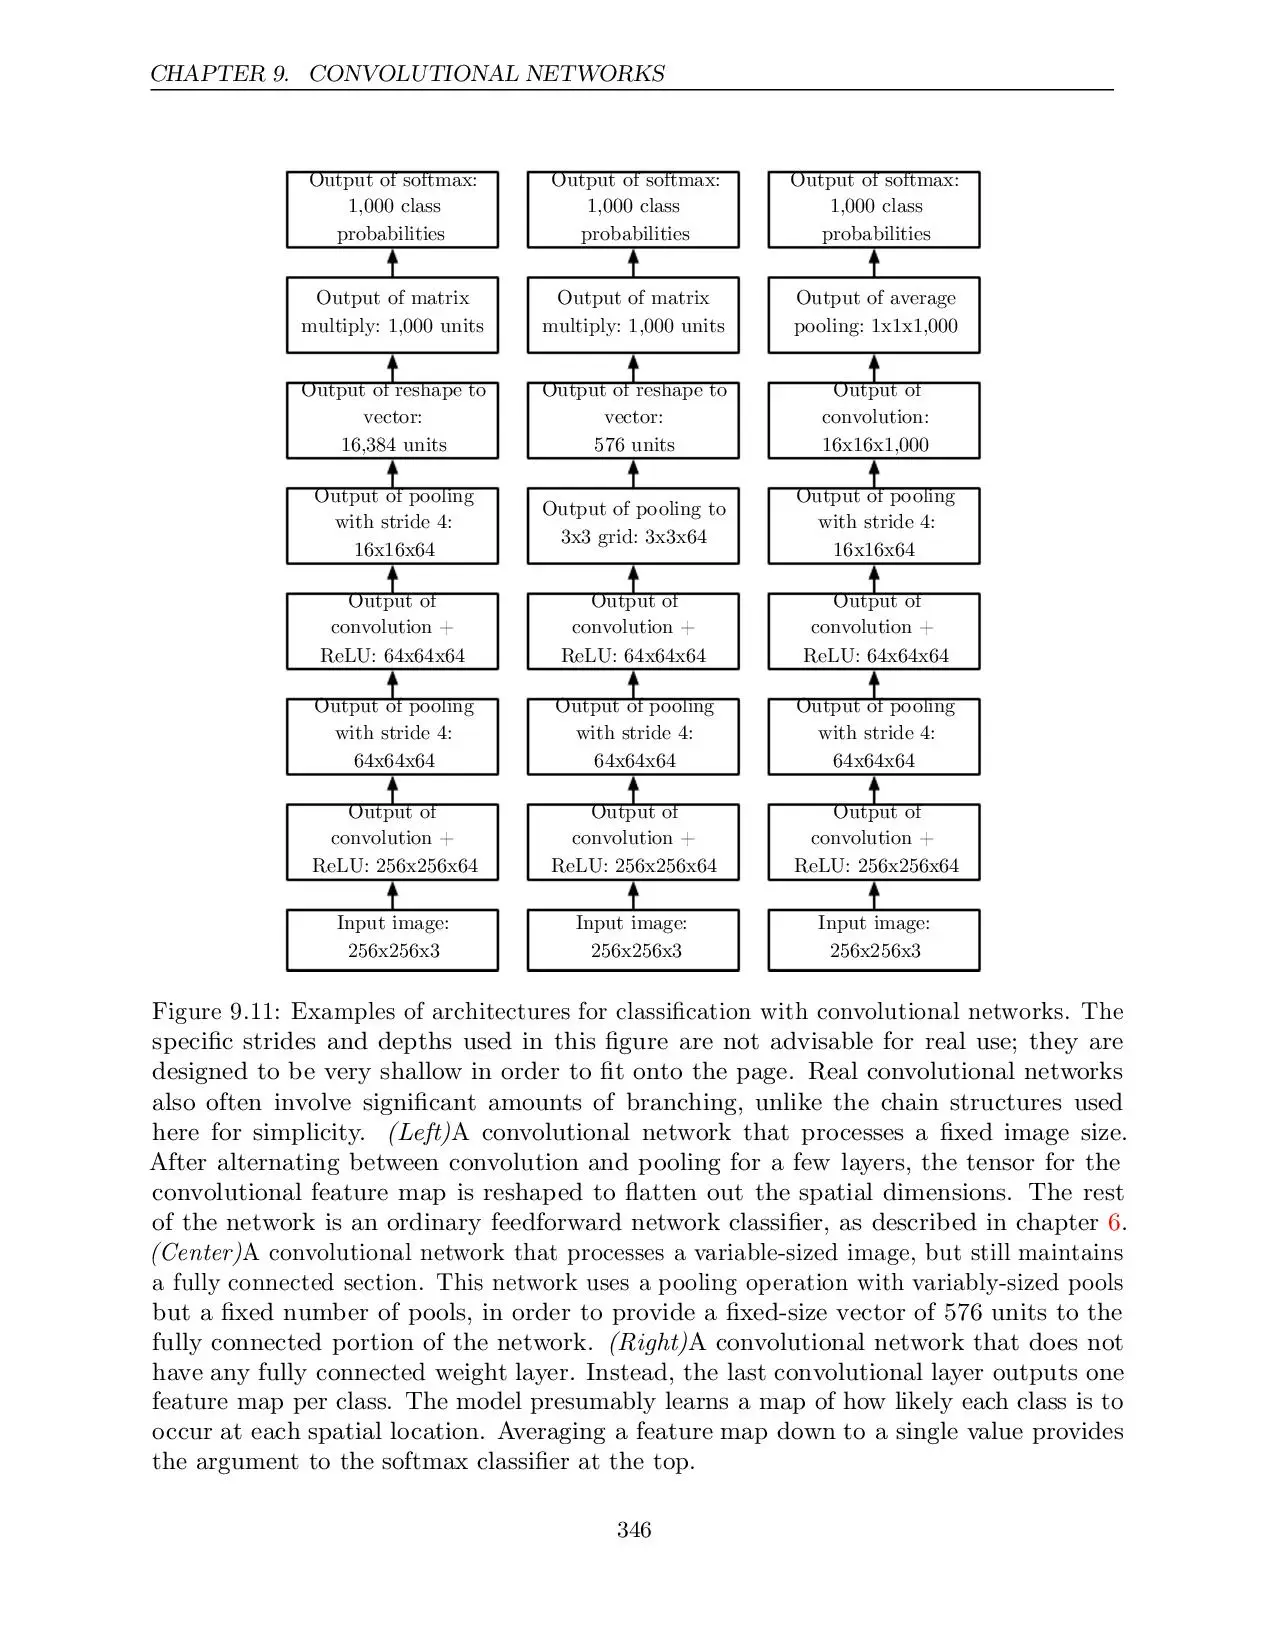 CHAPTER 9. CONVOLUTIONAL NETWORKS
Output of softmax:
1,000 class
probabilities
Output of matrix
multiply: 1,000 units
Output of reshape to
vector:
16,384 units
Output of pooling
with stride 4:
16x16x64
Output of
convolution +
ReLU: 64x64x64
Output of pooling
with stride 4:
64x64x64
Output of
convolution +
ReLU: 256x256x64
Input image:
256x256x3
Output of softmax:
1,000 class
probabilities
Output of matrix
multiply: 1,000 units
Output of reshape to
vector:
576 units
Output of pooling to
3x3 grid: 3x3x64
Output of
convolution +
ReLU: 64x64x64
Output of pooling
with stride 4:
64x64x64
Output of
convolution +
ReLU: 256x256x64
Input image:
256x256x3
Output of softmax:
1,000 class
probabilities
Output of average
pooling: 1x1x1,000
Output of
convolution:
16x16x1,000
Output of pooling
with stride 4:
16x16x64
Output of
convolution +
ReLU: 64x64x64
Output of pooling
with stride 4:
64x64x64
Output of
convolution +
ReLU: 256x256x64
Input image:
256x256x3
Figure 9.11: Examples of architectures for classification with convolutional networks. The
specific strides and depths used in this figure are not advisable for real use; they are
designed to be very shallow in order to fit onto the page. Real convolutional networks
also often involve significant amounts of branching, unlike the chain structures used
here for simplicity. (Left)A convolutional network that processes a fixed image size.
After alternating between convolution and pooling for a few layers, the tensor for the
convolutional feature map is reshaped to flatten out the spatial dimensions. The rest
of the network is an ordinary feedforward network classifier, as described in chapter 6.
(Center)A convolutional network that processes a variable-sized image, but still maintains
a fully connected section. This network uses a pooling operation with variably-sized pools
but a fixed number of pools, in order to provide a fixed-size vector of 576 units to the
fully connected portion of the network. (Right)A convolutional network that does not
have any fully connected weight layer. Instead, the last convolutional layer outputs one
feature map per class. The model presumably learns a map of how likely each class is to
occur at each spatial location. Averaging a feature map down to a single value provides
the argument to the softmax classifier at the top.
346